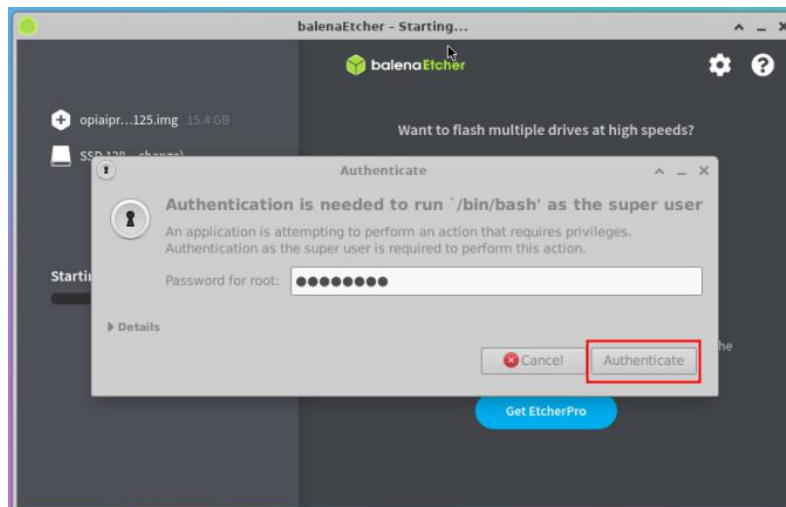 balenaEtcher - Starting...
balenaEtcher
opiaipr...125.img 15.4 GB
Want to flash multiple drives at high speeds?
Authenticate
Authentication is needed to run `/bin/bash' as the super user
An application is attempting to perform an action that requires privileges.
Authentication as the super user is required to perform this action.
Password for root: ●●●●●●●●
Details
Cancel
Authenticate
Get EtcherPro